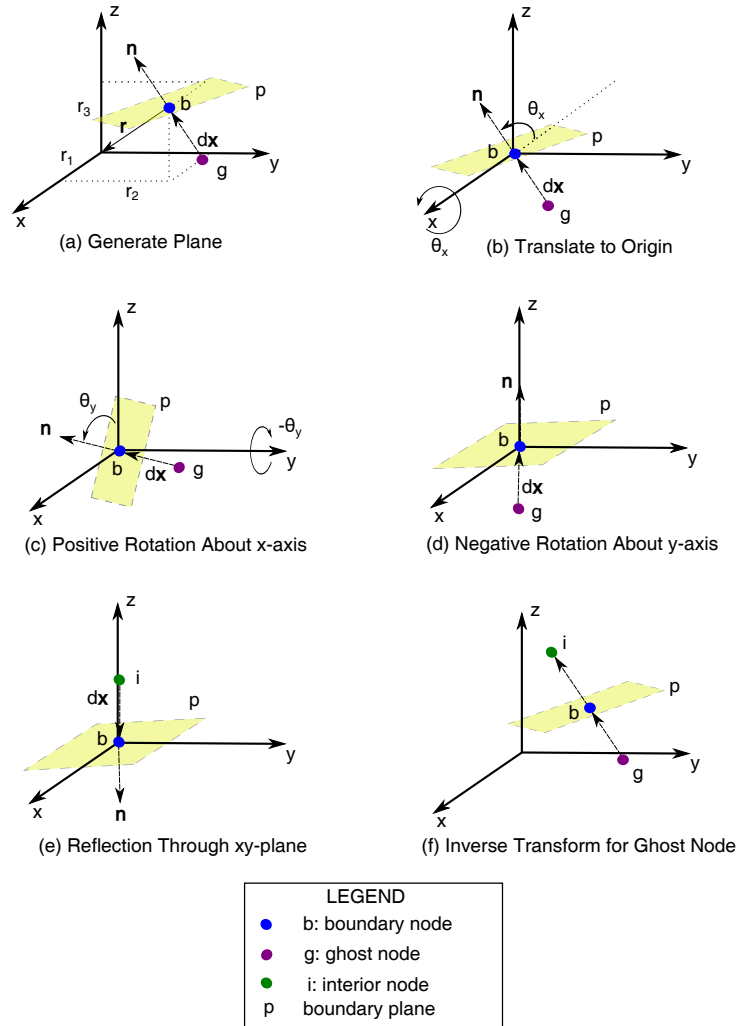 z
n
b
p
r₃
r
r₁
dx
g
y
r₂
x
(a) Generate Plane
z
n
θₓ
p
b
y
dx
g
x
θₓ
(b) Translate to Origin
z
θ_y
p
n
-θ_y
b
dx
g
y
x
(c) Positive Rotation About x-axis
z
n
p
b
y
dx
g
x
(d) Negative Rotation About y-axis
z
i
dx
p
b
y
x
n
(e) Reflection Through xy-plane
z
i
p
b
y
g
x
(f) Inverse Transform for Ghost Node
LEGEND
b: boundary node
g: ghost node
i: interior node
p boundary plane